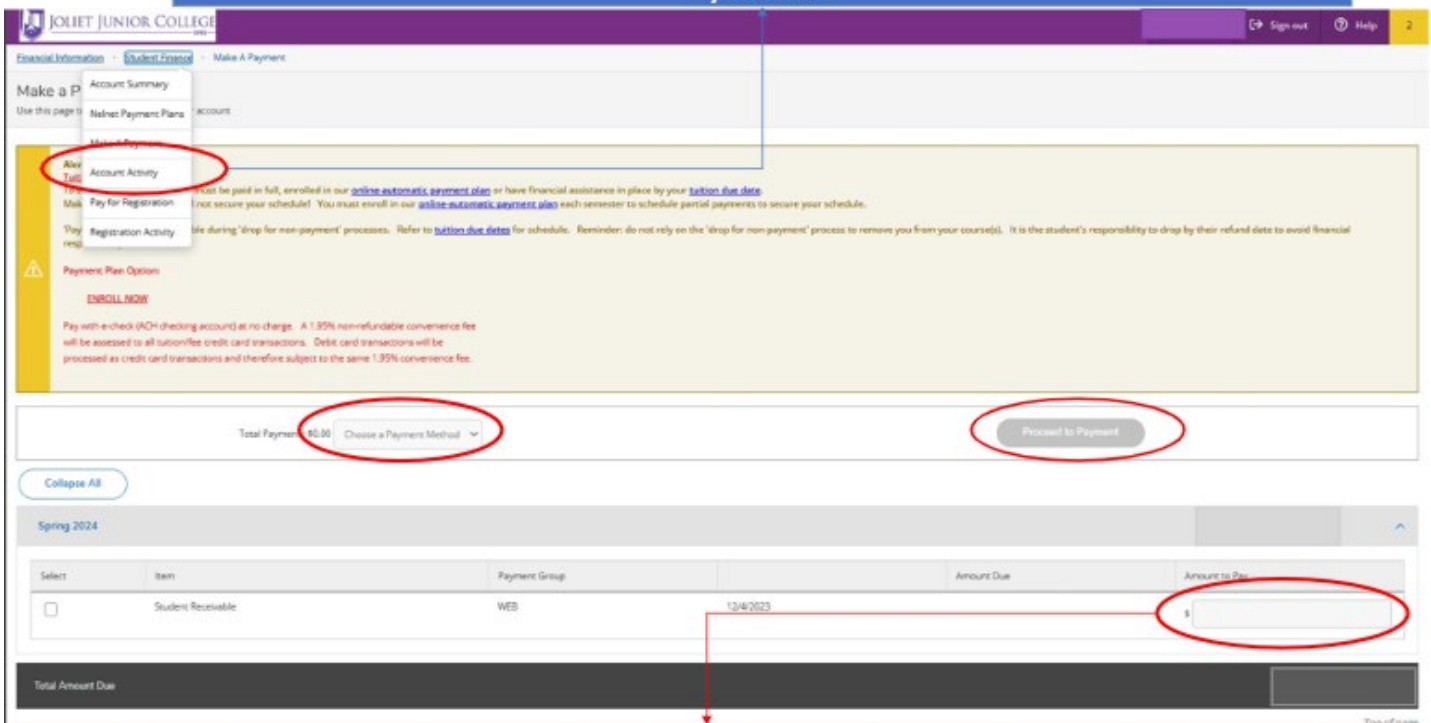 JOLIET JUNIOR COLLEGE
1901
Sign out
Help
2
Financial Information · Student Finance · Make A Payment
Make a P
Use this page to
account
Account Summary
Nelnet Payment Plans
Make A Payment
Account Activity
Pay for Registration
Registration Activity
must be paid in full, enrolled in our online automatic payment plan or have financial assistance in place by your tuition due date.
not secure your schedule! You must enroll in our online automatic payment plan each semester to schedule partial payments to secure your schedule.
'Pay
ble during 'drop for non-payment' processes. Refer to tuition due dates for schedule. Reminder: do not rely on the 'drop for non payment' process to remove you from your course(s). It is the student's responsiblity to drop by their refund date to avoid financial
Payment Plan Option:
ENROLL NOW
Pay with e-check (ACH checking account) at no charge. A 1.95% non-refundable convenience fee
will be assessed to all tuition/fee credit card transactions. Debit card transactions will be
processed as credit card transactions and therefore subject to the same 1.95% convenience fee.
Total Payment: $0.00 Choose a Payment Method
Proceed to Payment
Collapse All
Spring 2024
Select Item Payment Group Amount Due Amount to Pay
Student Receivable WEB 12/4/2023 $
Total Amount Due
Top of page